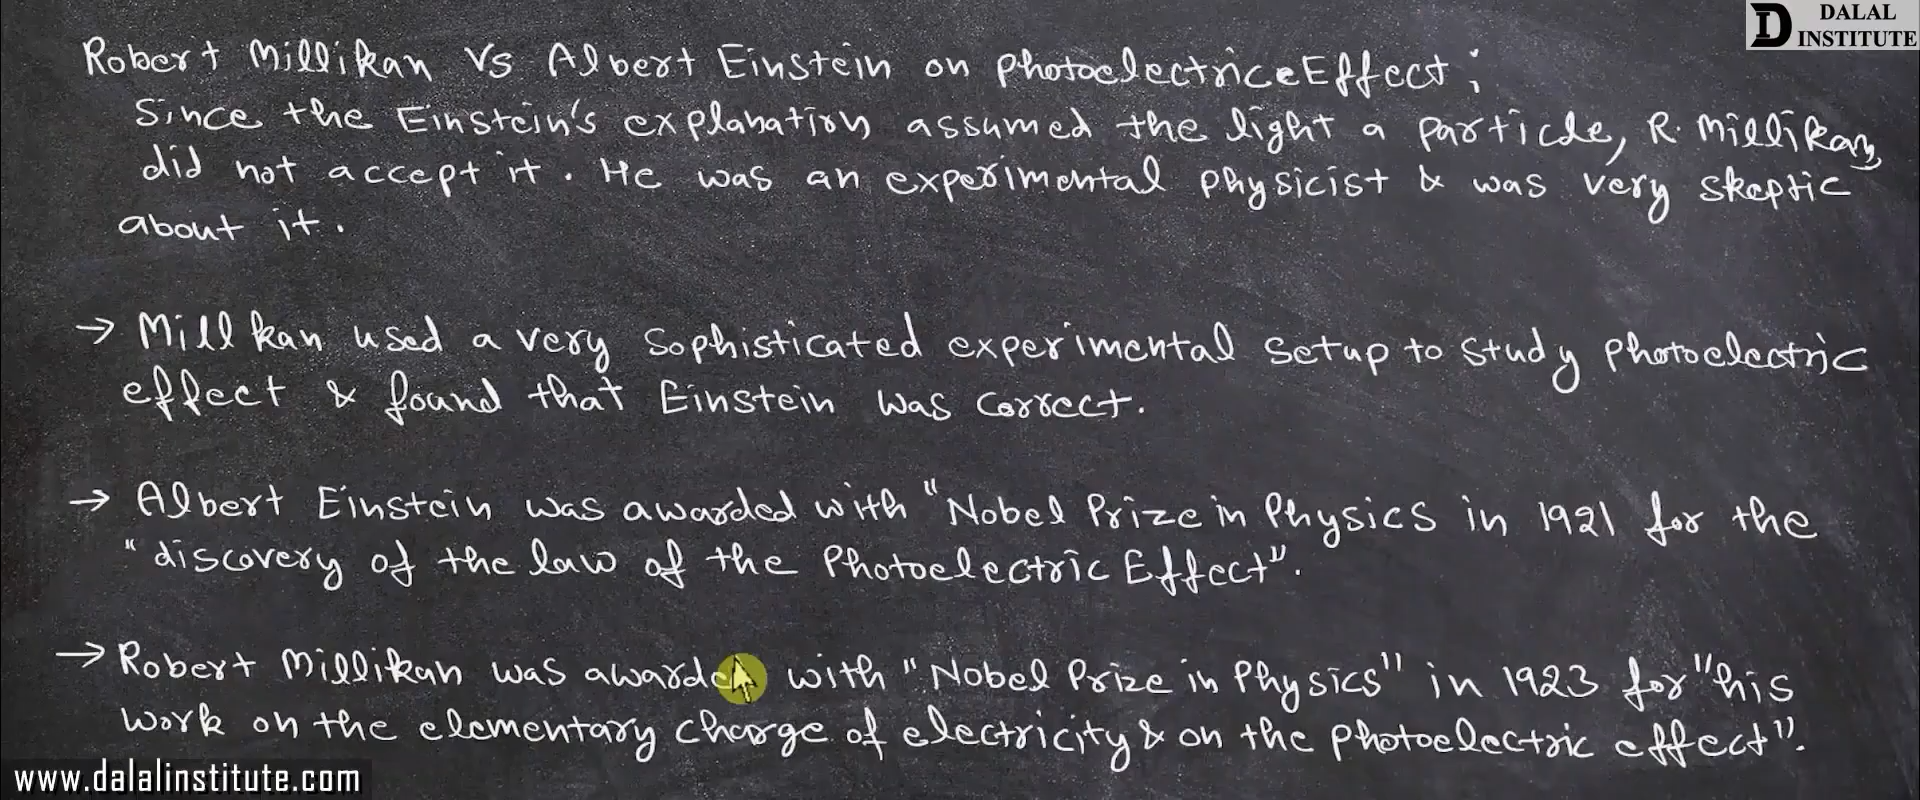 DALAL
INSTITUTE
Robert Millikan Vs Albert Einstein on PhotoelectriceEffect;
Since the Einstein's explanation assumed the light a particle, R. Millikan,
did not accept it. He was an experimental physicist & was very skeptic
about it.
→ Millkan used a very sophisticated experimental setup to study Photoelectric
effect & found that Einstein was correct.
→ Albert Einstein was awarded with "Nobel Prize in Physics in 1921 for the
"discovery of the law of the Photoelectric Effect".
→ Robert Millikan was awarded with "Nobel Prize in Physics" in 1923 for "his
work on the elementary charge of electricity & on the photoelectric effect".
www.dalalinstitute.com